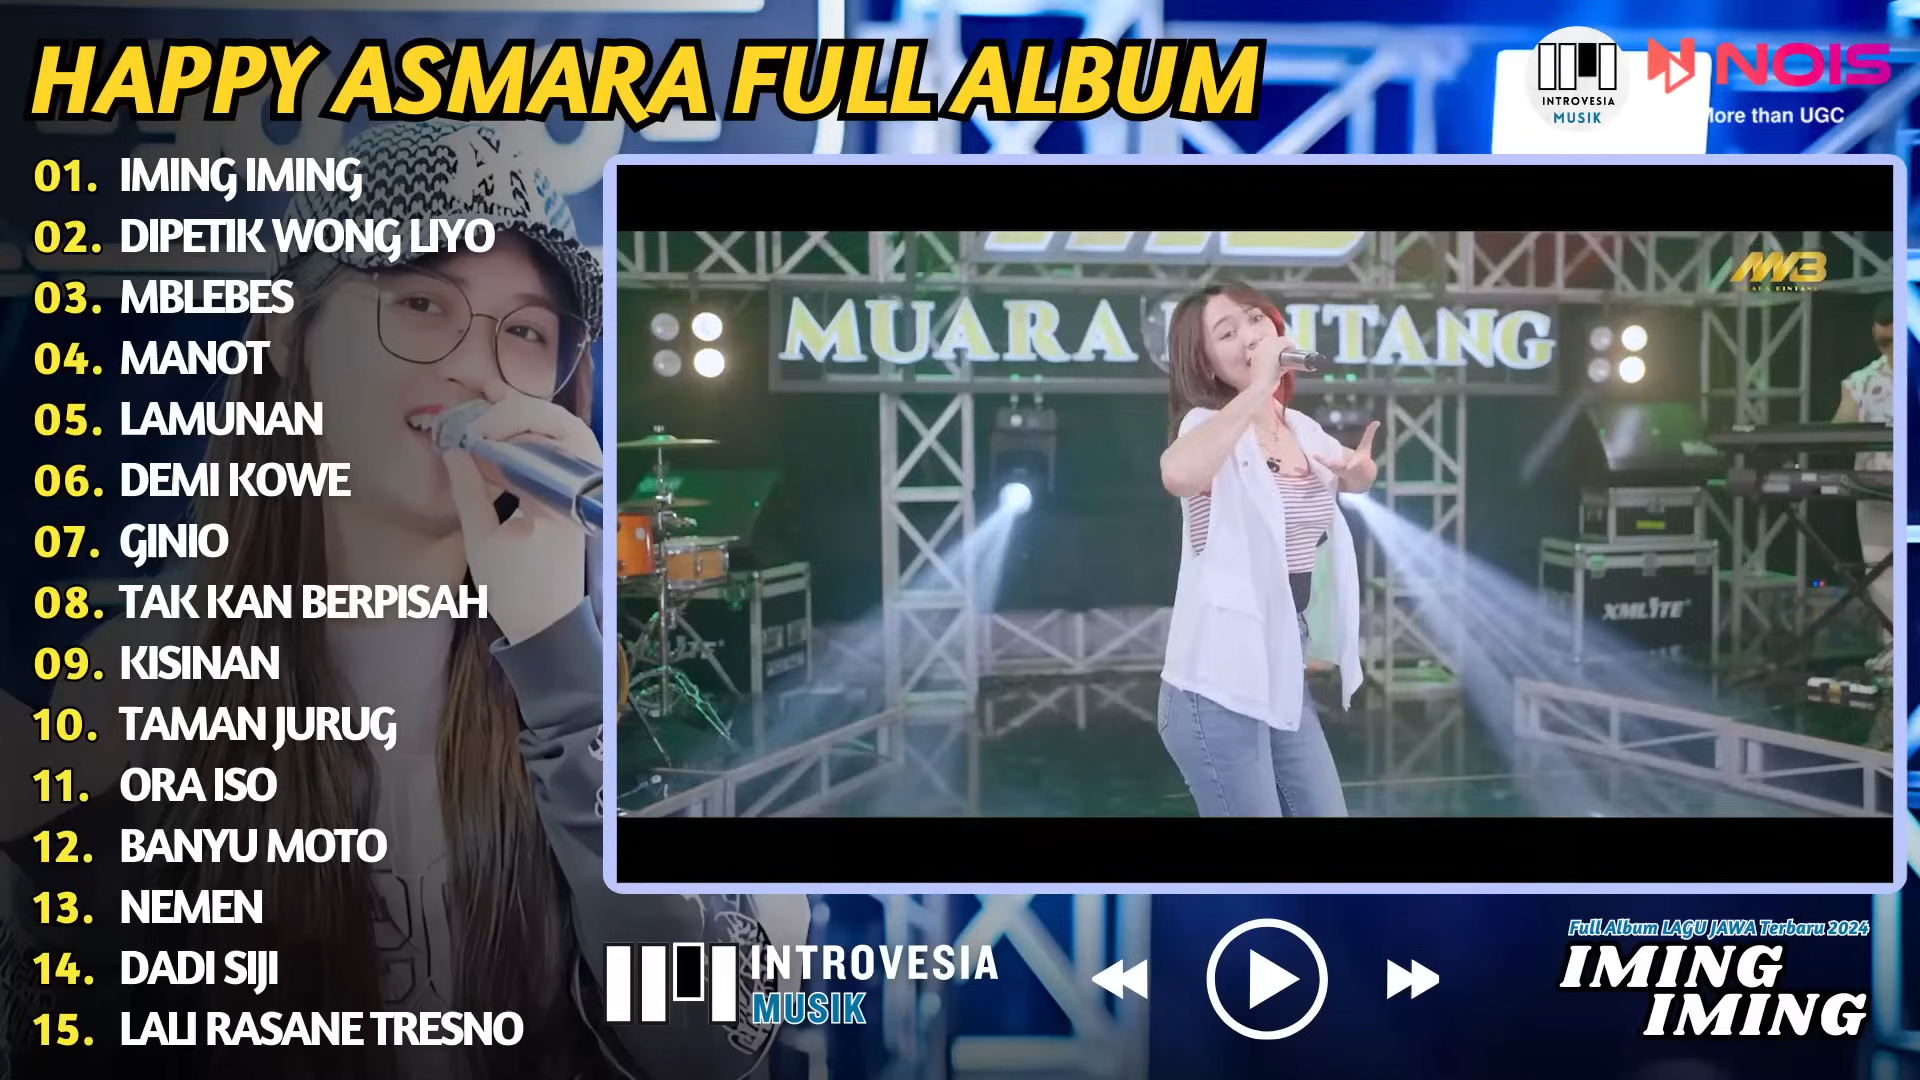 HAPPY ASMARA FULL ALBUM
INTROVESIA
MUSIK
NOIS
More than UGC
01. IMING IMING
02. DIPETIK WONG LIYO
03. MBLEBES
04. MANOT
05. LAMUNAN
06. DEMI KOWE
07. GINIO
08. TAK KAN BERPISAH
09. KISINAN
10. TAMAN JURUG
11. ORA ISO
12. BANYU MOTO
13. NEMEN
14. DADI SIJI
15. LALI RASANE TRESNO
MB
MUARA BINTANG
XMLITE
INTROVESIA
MUSIK
Full Album LAGU JAWA Terbaru 2024
IMING
IMING